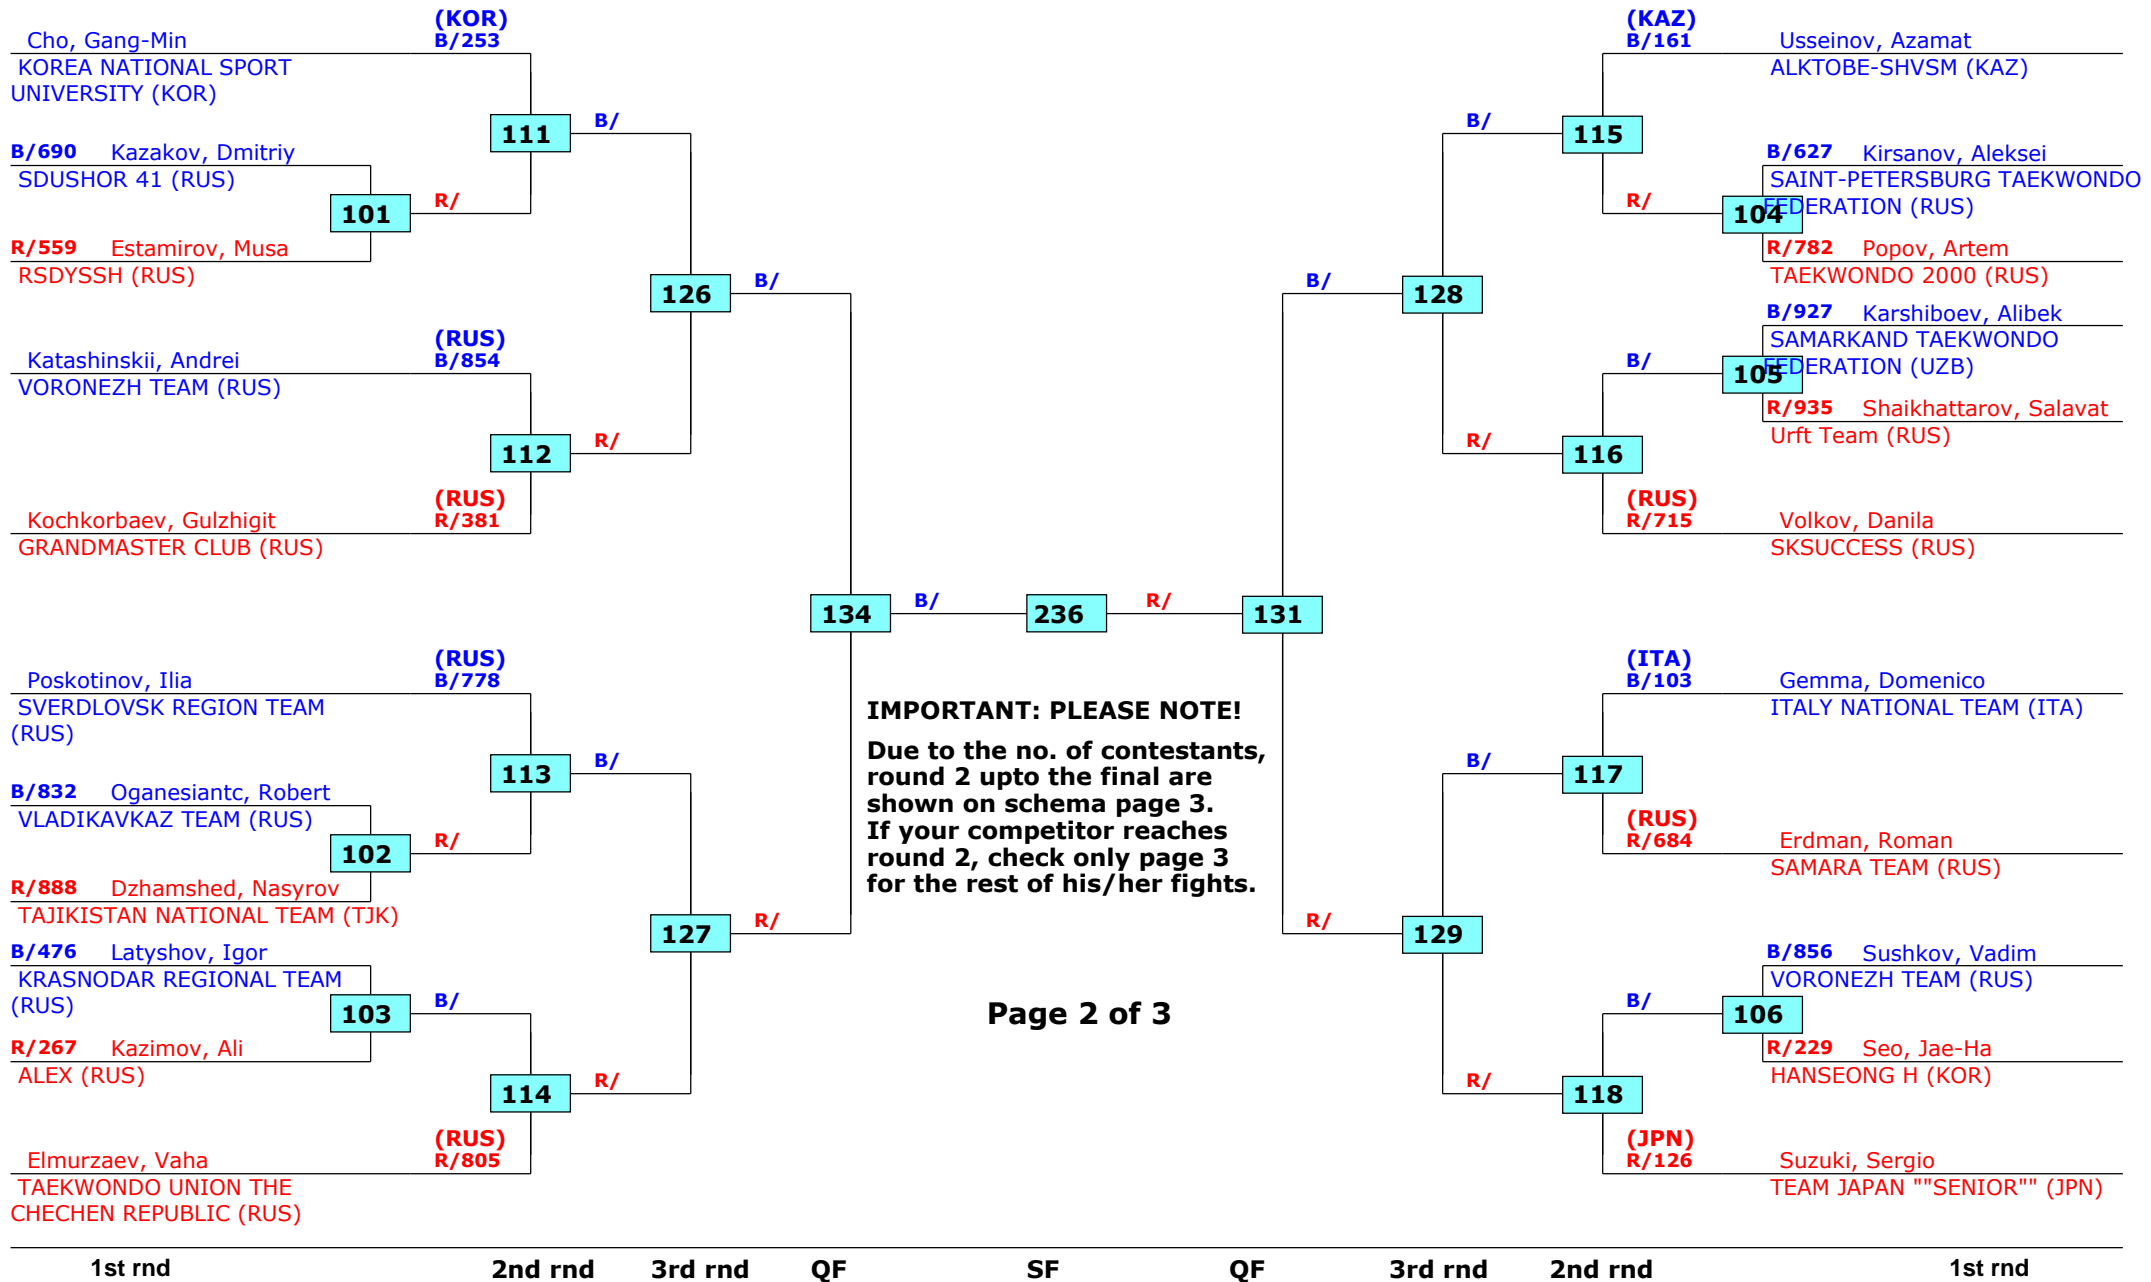 (KOR)
Cho, Gang-Min B/253
KOREA NATIONAL SPORT
UNIVERSITY (KOR)
111 B/
B/690 Kazakov, Dmitriy
SDUSHOR 41 (RUS)
101 R/
R/559 Estamirov, Musa
RSDYSSH (RUS)
126 B/
(RUS)
Katashinskii, Andrei B/854
VORONEZH TEAM (RUS)
112 R/
(RUS)
Kochkorbaev, Gulzhigit R/381
GRANDMASTER CLUB (RUS)
134 B/ 236 R/ 131
(RUS)
Poskotinov, Ilia B/778
SVERDLOVSK REGION TEAM
(RUS)
113 B/
B/832 Oganesiantc, Robert
VLADIKAVKAZ TEAM (RUS)
102 R/
R/888 Dzhamshed, Nasyrov
TAJIKISTAN NATIONAL TEAM (TJK)
127 R/
B/476 Latyshov, Igor
KRASNODAR REGIONAL TEAM
(RUS)
103 B/
R/267 Kazimov, Ali
ALEX (RUS)
114 R/
(RUS)
Elmurzaev, Vaha R/805
TAEKWONDO UNION THE
CHECHEN REPUBLIC (RUS)
IMPORTANT: PLEASE NOTE!
Due to the no. of contestants,
round 2 upto the final are
shown on schema page 3.
If your competitor reaches
round 2, check only page 3
for the rest of his/her fights.
Page 2 of 3
(KAZ)
B/161 Usseinov, Azamat
ALKTOBE-SHVSM (KAZ)
B/ 115
B/627 Kirsanov, Aleksei
SAINT-PETERSBURG TAEKWONDO
FEDERATION (RUS)
R/ 104
R/782 Popov, Artem
TAEKWONDO 2000 (RUS)
B/ 128
B/927 Karshiboev, Alibek
SAMARKAND TAEKWONDO
FEDERATION (UZB)
B/ 105
R/935 Shaikhattarov, Salavat
Urft Team (RUS)
R/ 116
(RUS)
R/715 Volkov, Danila
SKSUCCESS (RUS)
(ITA)
B/103 Gemma, Domenico
ITALY NATIONAL TEAM (ITA)
B/ 117
(RUS)
R/684 Erdman, Roman
SAMARA TEAM (RUS)
R/ 129
B/856 Sushkov, Vadim
VORONEZH TEAM (RUS)
B/ 106
R/229 Seo, Jae-Ha
HANSEONG H (KOR)
R/ 118
(JPN)
R/126 Suzuki, Sergio
TEAM JAPAN ""SENIOR"" (JPN)
1st rnd 2nd rnd 3rd rnd QF SF QF 3rd rnd 2nd rnd 1st rnd